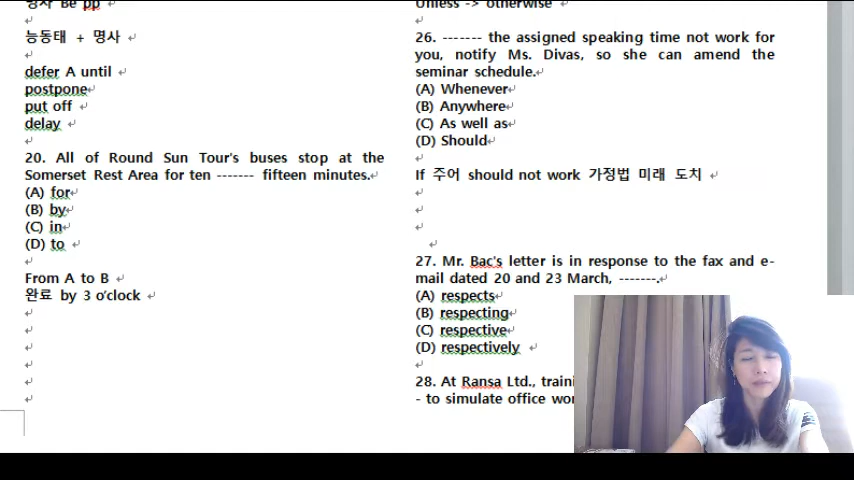 명사 Be pp
능동태 + 명사
defer A until
postpone
put off
delay
20. All of Round Sun Tour's buses stop at the
Somerset Rest Area for ten ------- fifteen minutes.
(A) for
(B) by
(C) in
(D) to
From A to B
완료 by 3 o'clock
Unless -> otherwise
26. ------- the assigned speaking time not work for
you, notify Ms. Divas, so she can amend the
seminar schedule.
(A) Whenever
(B) Anywhere
(C) As well as
(D) Should
If 주어 should not work 가정법 미래 도치
27. Mr. Bac's letter is in response to the fax and e-
mail dated 20 and 23 March, -------.
(A) respects
(B) respecting
(C) respective
(D) respectively
28. At Ransa Ltd.,
- to simulate office